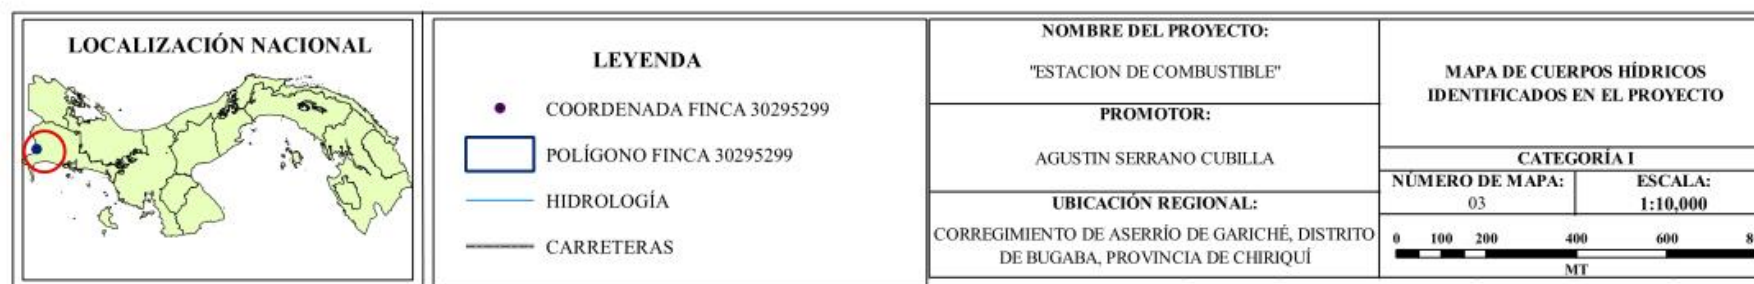 LOCALIZACIÓN NACIONAL
LEYENDA
COORDENADA FINCA 30295299
POLÍGONO FINCA 30295299
HIDROLOGÍA
CARRETERAS
NOMBRE DEL PROYECTO:
"ESTACION DE COMBUSTIBLE"
PROMOTOR:
AGUSTIN SERRANO CUBILLA
UBICACIÓN REGIONAL:
CORREGIMIENTO DE ASERRÍO DE GARICHÉ, DISTRITO
DE BUGABA, PROVINCIA DE CHIRIQUÍ
MAPA DE CUERPOS HÍDRICOS
IDENTIFICADOS EN EL PROYECTO
CATEGORÍA I
NÚMERO DE MAPA:
03
ESCALA:
1:10,000
0 100 200 400 600
MT